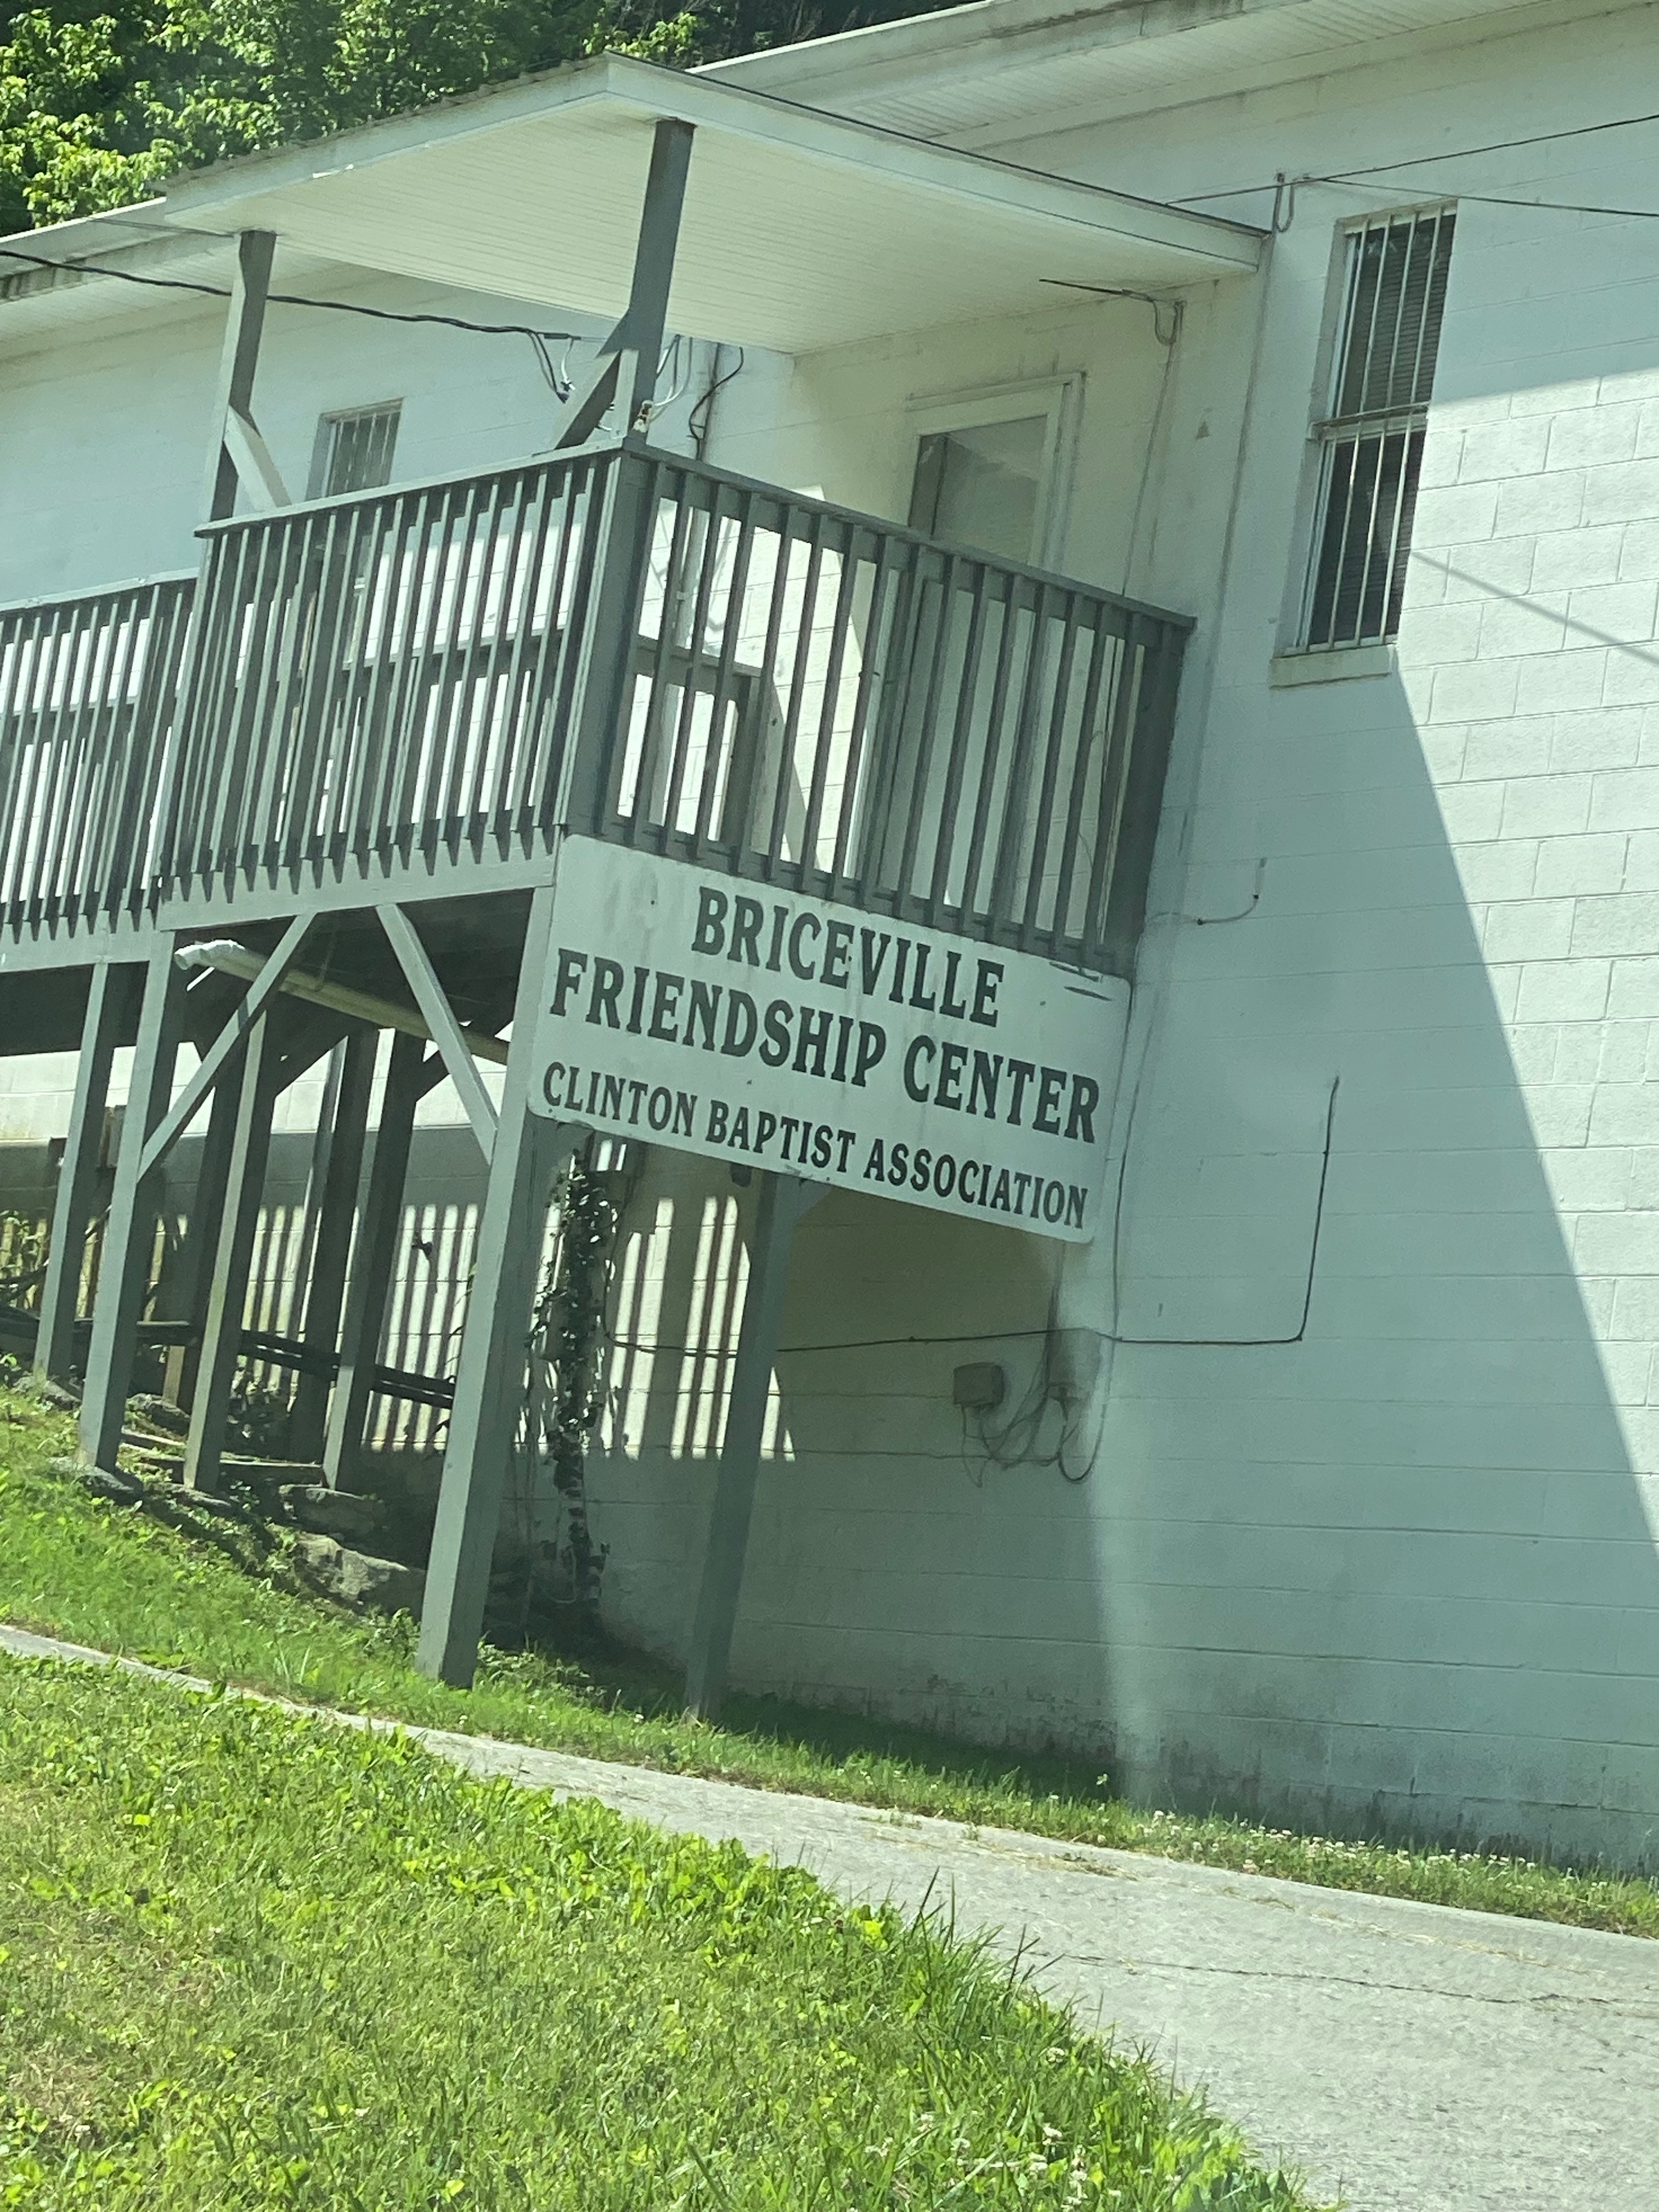 BRICEVILLE
FRIENDSHIP CENTER
CLINTON BAPTIST ASSOCIATION